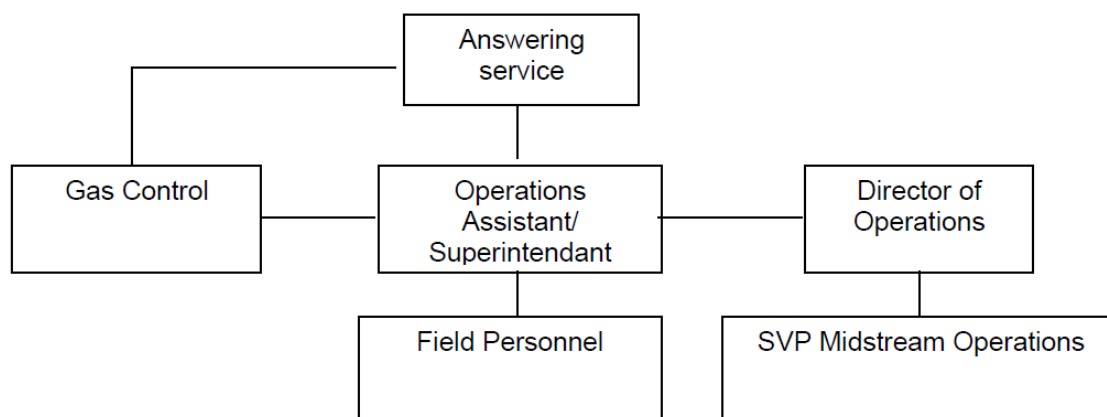 Answering
service
Gas Control
Operations
Assistant/
Superintendant
Director of
Operations
Field Personnel
SVP Midstream Operations